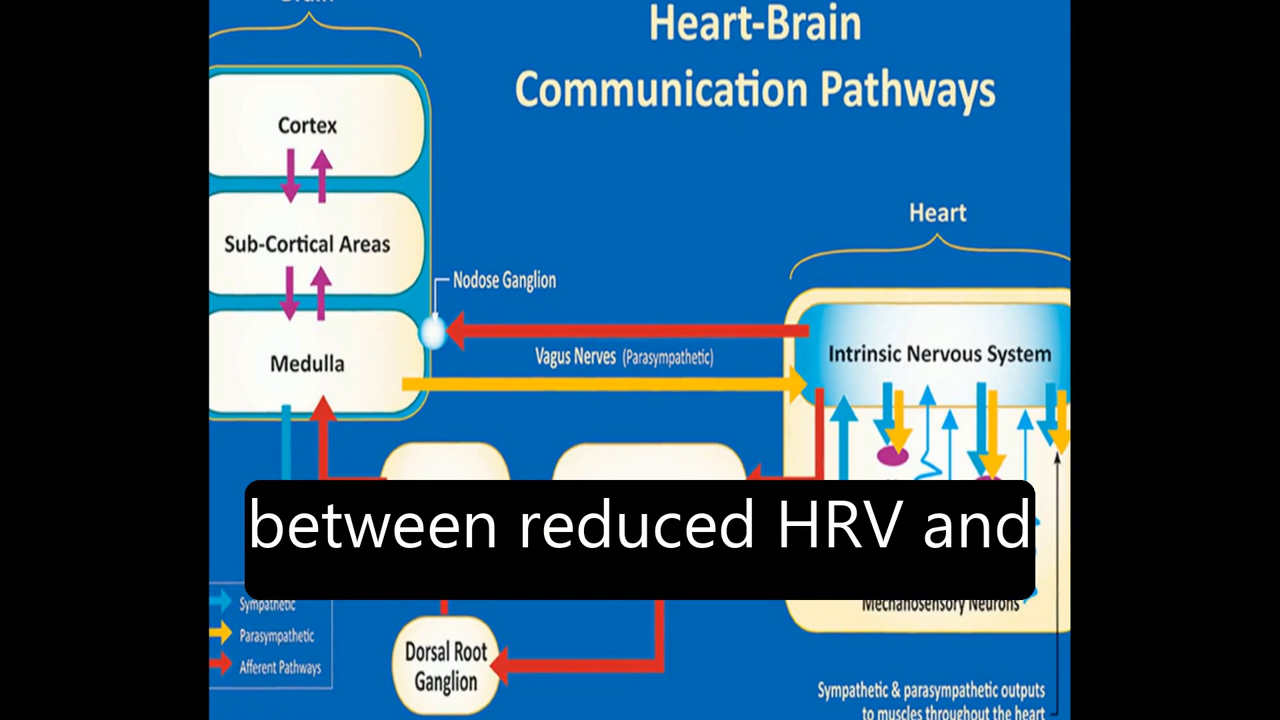 Heart-Brain
Communication Pathways
Cortex
Sub-Cortical Areas
Medulla
Nodose Ganglion
Vagus Nerves (Parasympathetic)
Heart
Intrinsic Nervous System
between reduced HRV and
Mechanosensory Neurons
Sympathetic
Parasympathetic
Afferent Pathways
Dorsal Root
Ganglion
Sympathetic & parasympathetic outputs
to muscles throughout the heart